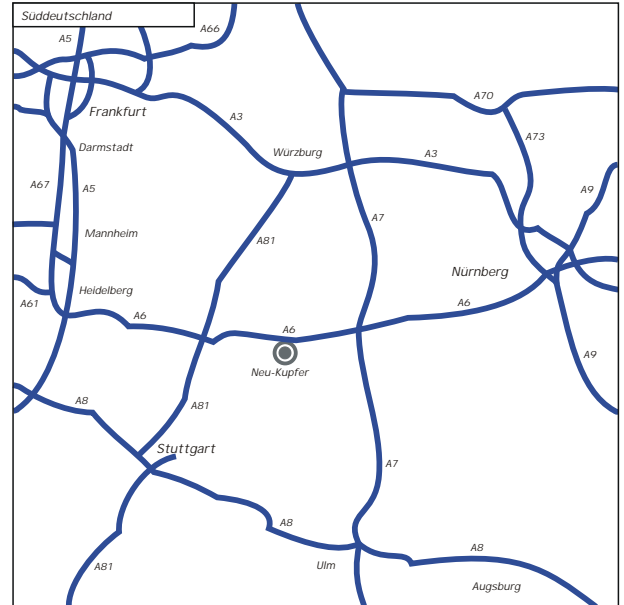 Süddeutschland
A66
A5
A70
Frankfurt
A3
A73
Darmstadt
Würzburg
A3
A67
A5
A9
A7
Mannheim
A81
Nürnberg
Heidelberg
A61
A6
A6
A6
A9
Neu-Kupfer
A8
A81
Stuttgart
A7
A8
A8
A81
Ulm
Augsburg